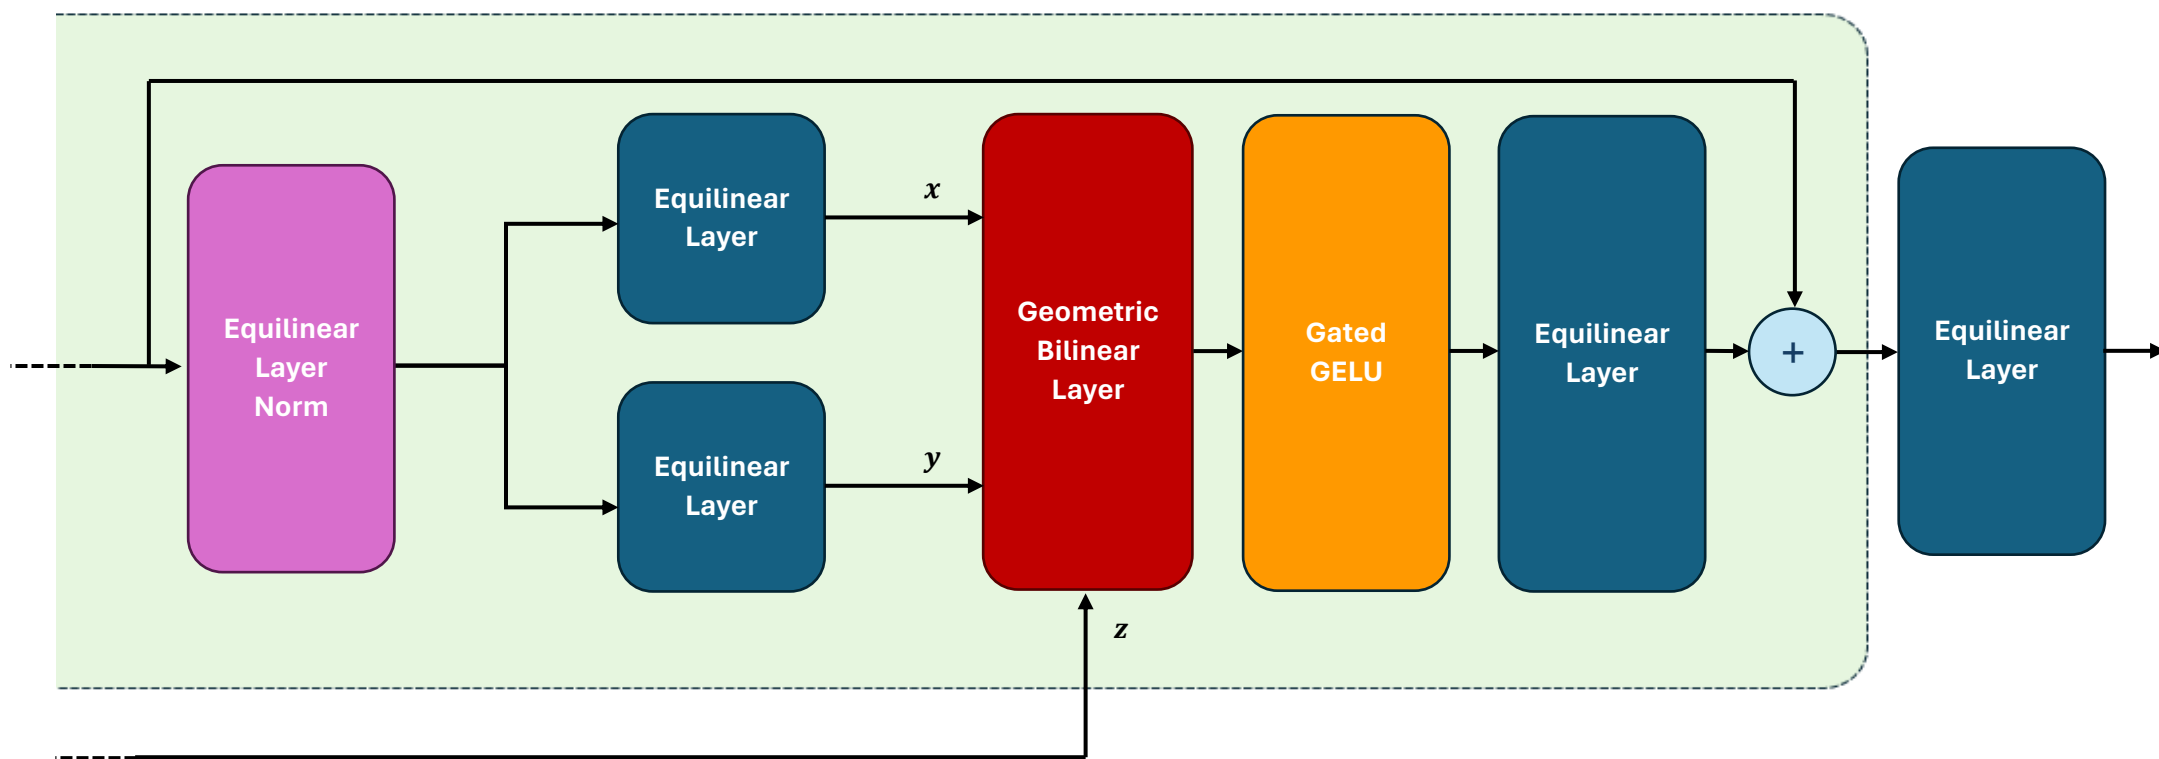 Equilinear
Layer
Norm
Equilinear
Layer
x
Equilinear
Layer
y
Geometric
Bilinear
Layer
z
Gated
GELU
Equilinear
Layer
+
Equilinear
Layer